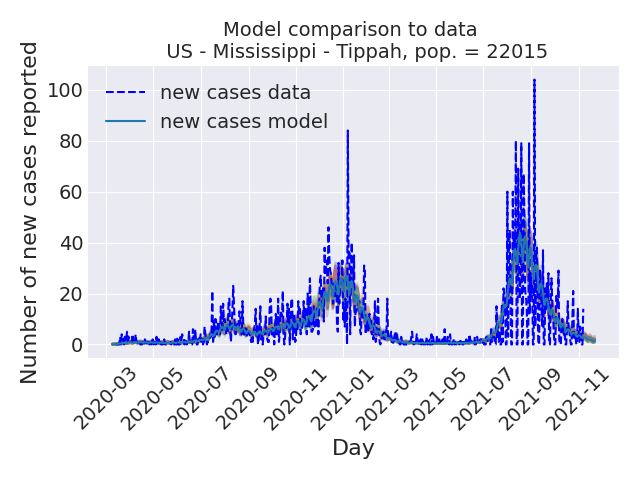 Model comparison to data
US - Mississippi - Tippah, pop. = 22015
Number of new cases reported
100
80
60
40
20
0
new cases data
new cases model
2020-03
2020-05
2020-07
2020-09
2020-11
2021-01
2021-03
2021-05
2021-07
2021-09
2021-11
Day